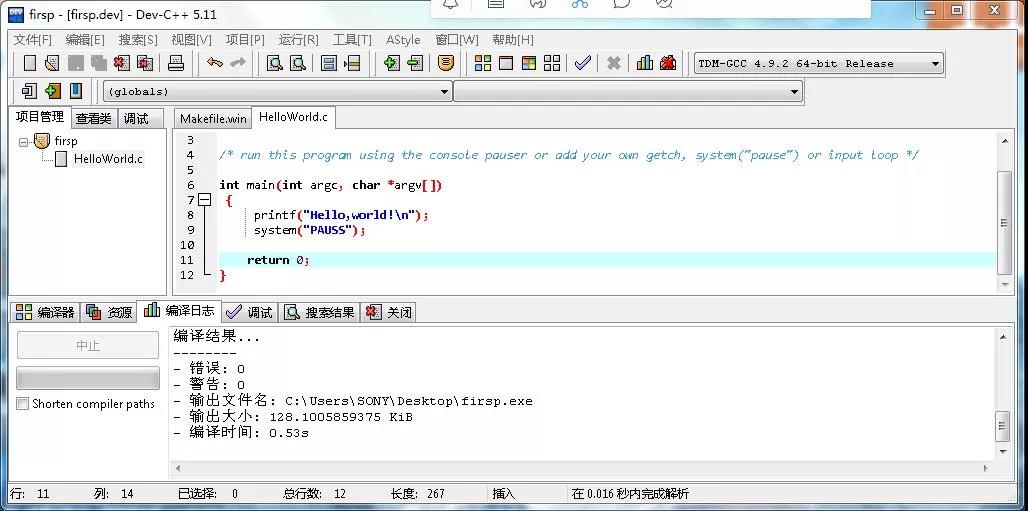 firsp - [firsp.dev] - Dev-C++ 5.11
文件[F] 编辑[E] 搜索[S] 视图[V] 项目[P] 运行[R] 工具[T] AStyle 窗口[W] 帮助[H]
TDM-GCC 4.9.2 64-bit Release
(globals)
项目管理 查看类 调试
Makefile.win HelloWorld.c
firsp
HelloWorld.c
3
4 /* run this program using the console pauser or add your own getch, system("pause") or input loop */
5
6 int main(int argc, char *argv[])
7 {
8 printf("Hello,world!\n");
9 system("PAUSS");
10
11 return 0;
12 }
编译器 资源 编译日志 调试 搜索结果 关闭
中止
Shorten compiler paths
编译结果...
--------
- 错误: 0
- 警告: 0
- 输出文件名: C:\Users\SONY\Desktop\firsp.exe
- 输出大小: 128.1005859375 KiB
- 编译时间: 0.53s
行: 11 列: 14 已选择: 0 总行数: 12 长度: 267 插入 在 0.016 秒内完成解析